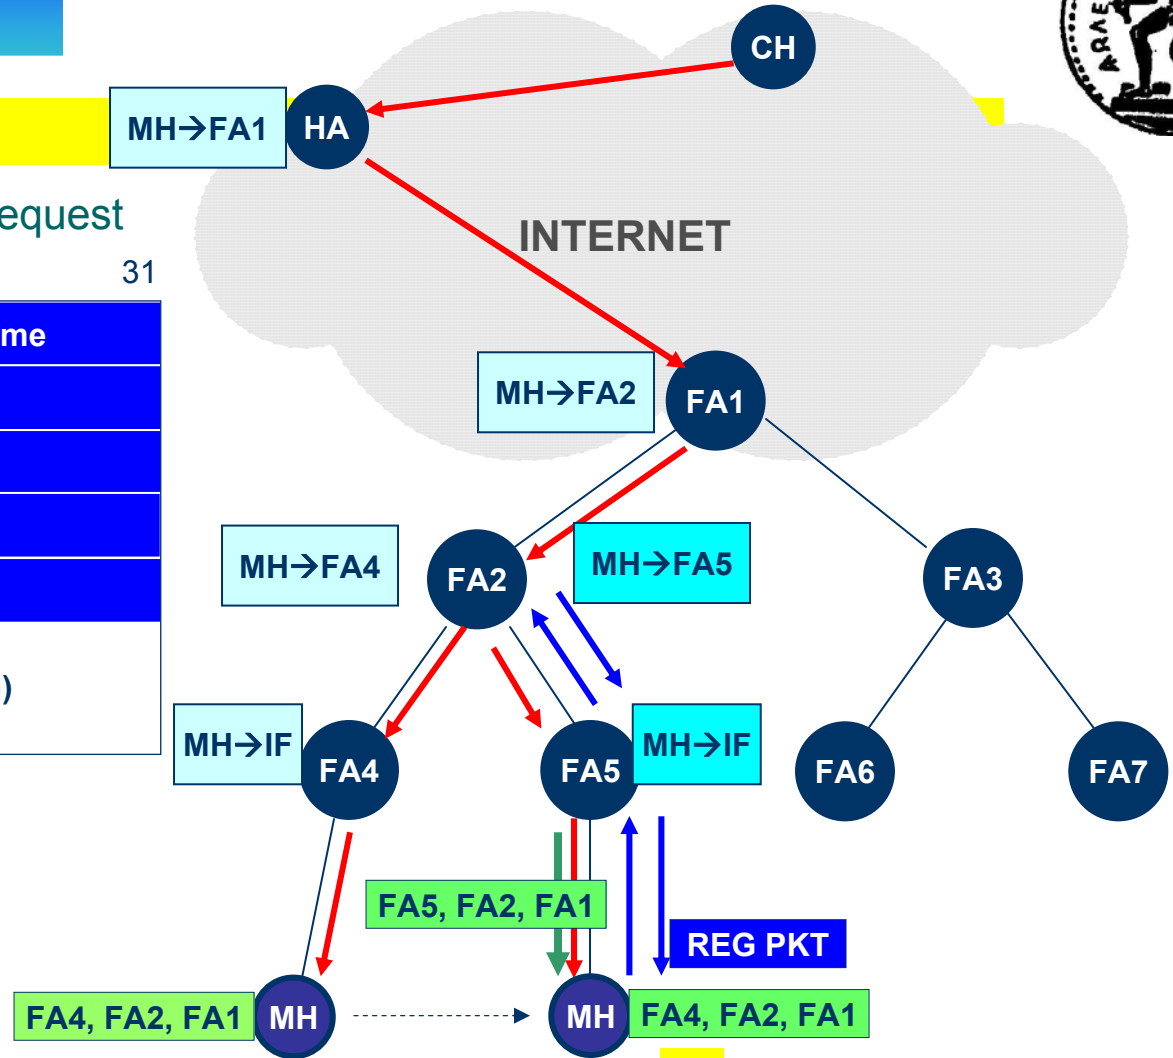 CH
MH→FA1
HA
equest
INTERNET
31
me
MH→FA2
FA1
MH→FA4
FA2
MH→FA5
FA3
)
MH→IF
FA4
FA5
MH→IF
FA6
FA7
FA5, FA2, FA1
REG PKT
FA4, FA2, FA1
MH
MH
FA4, FA2, FA1